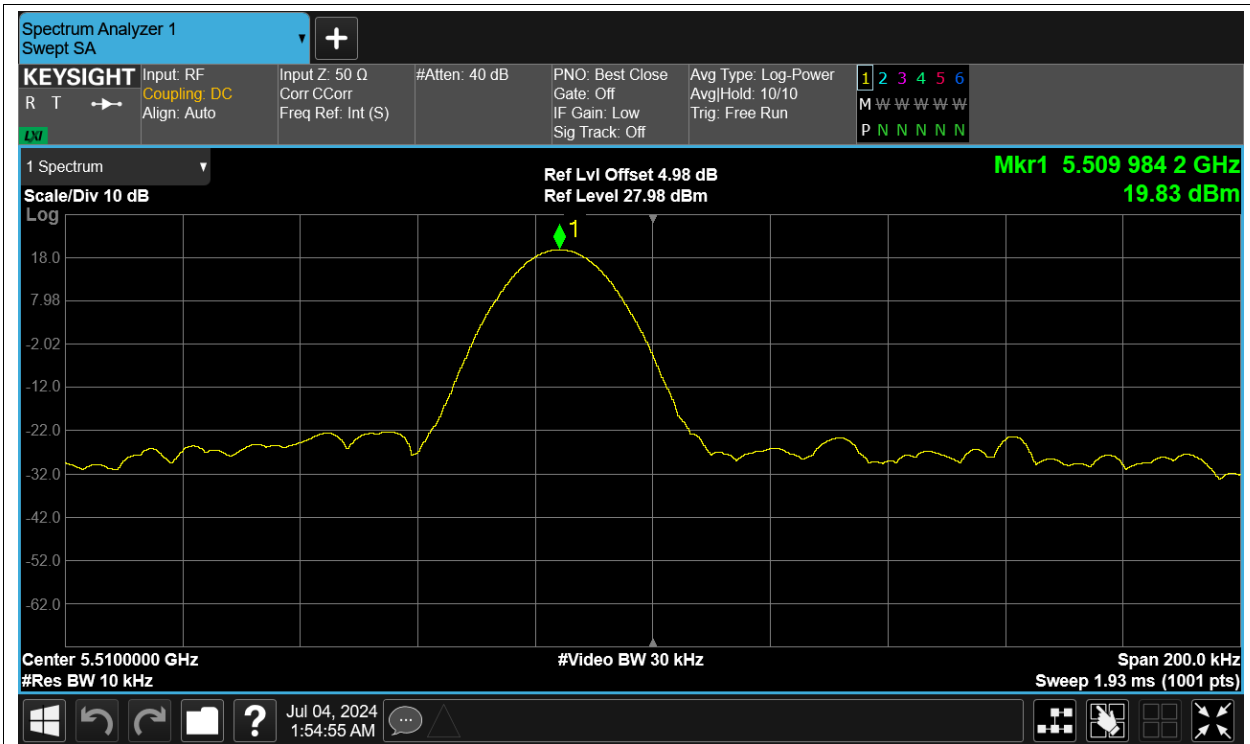 Spectrum Analyzer 1
Swept SA
KEYSIGHT
R T
LXI
Input: RF
Coupling: DC
Align: Auto
Input Z: 50 Ω
Corr CCorr
Freq Ref: Int (S)
#Atten: 40 dB
PNO: Best Close
Gate: Off
IF Gain: Low
Sig Track: Off
Avg Type: Log-Power
Avg|Hold: 10/10
Trig: Free Run
1 2 3 4 5 6
M W W W W W
P N N N N N
1 Spectrum
Scale/Div 10 dB
Ref Lvl Offset 4.98 dB
Ref Level 27.98 dBm
Mkr1 5.509 984 2 GHz
19.83 dBm
Log
1
18.0
7.98
-2.02
-12.0
-22.0
-32.0
-42.0
-52.0
-62.0
Center 5.5100000 GHz
#Video BW 30 kHz
Span 200.0 kHz
#Res BW 10 kHz
Sweep 1.93 ms (1001 pts)
?
Jul 04, 2024
1:54:55 AM